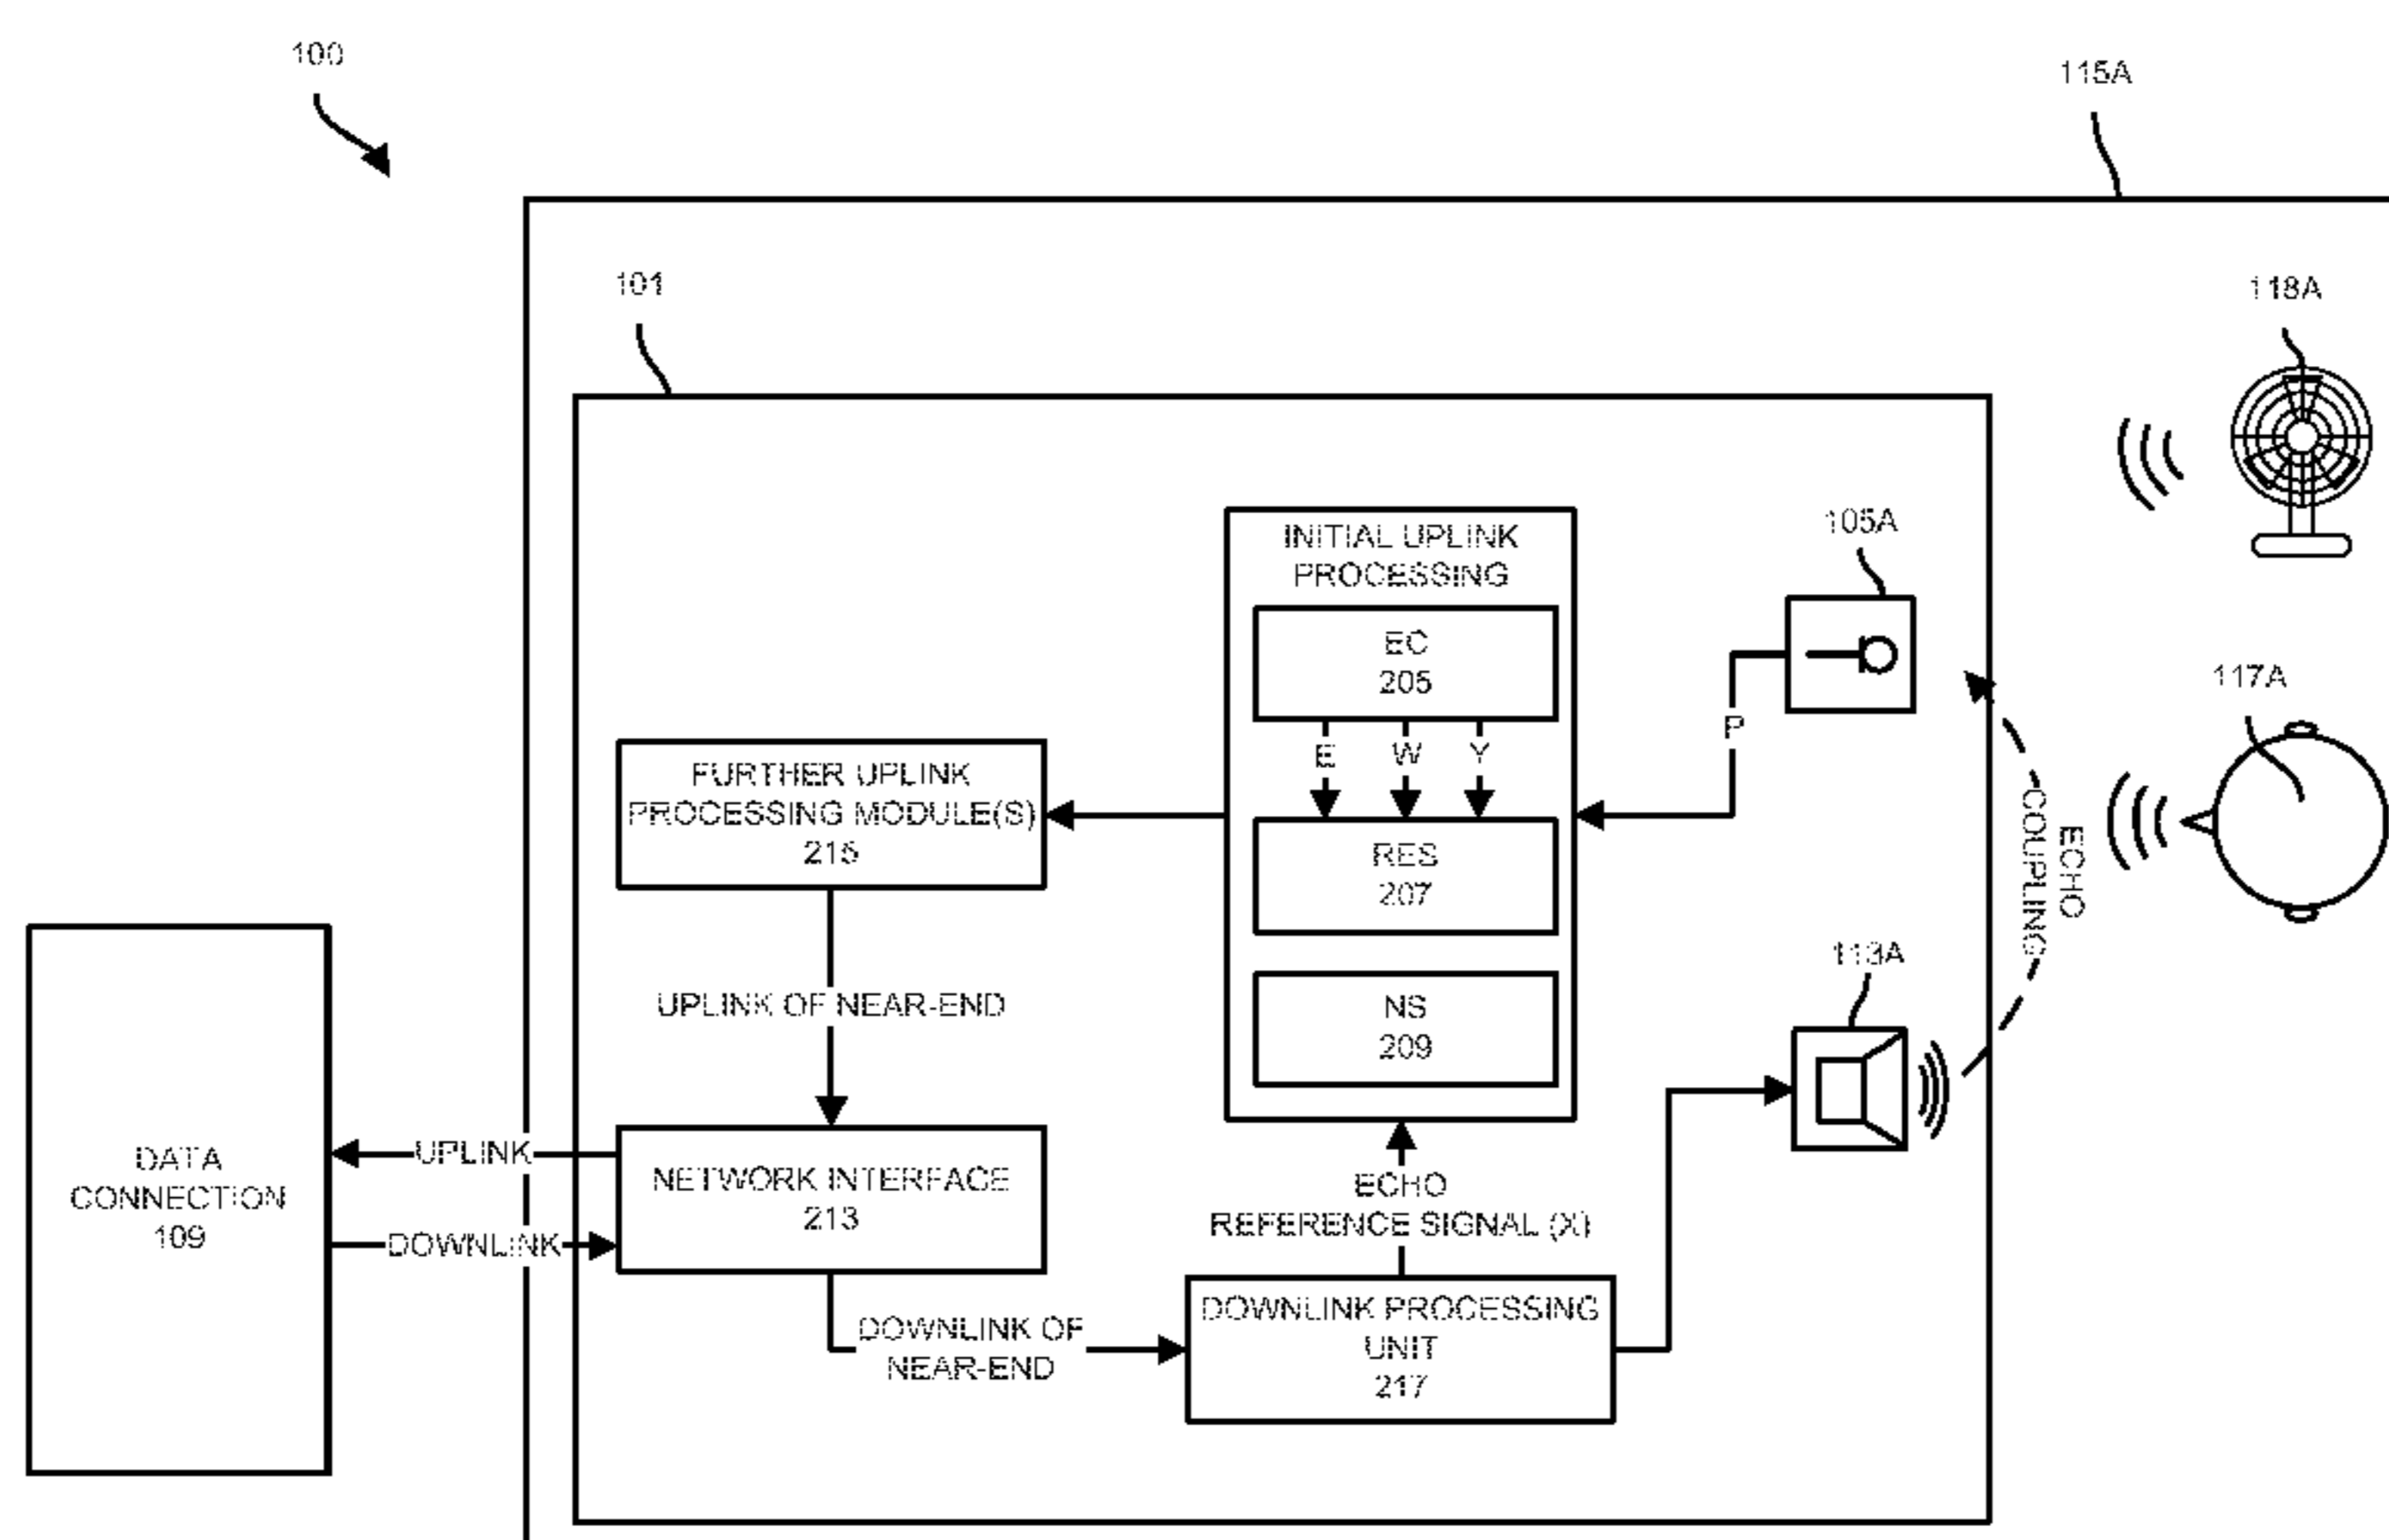 100
115A
101
118A
INITIAL UPLINK
PROCESSING
105A
EC
205
117A
P
E W Y
FURTHER UPLINK
PROCESSING MODULE(S)
215
RES
207
ECHO
COUPLING
113A
UPLINK OF NEAR-END
NS
209
DATA
CONNECTION
109
UPLINK
DOWNLINK
NETWORK INTERFACE
213
ECHO
REFERENCE SIGNAL (X)
DOWNLINK OF
NEAR-END
DOWNLINK PROCESSING
UNIT
217